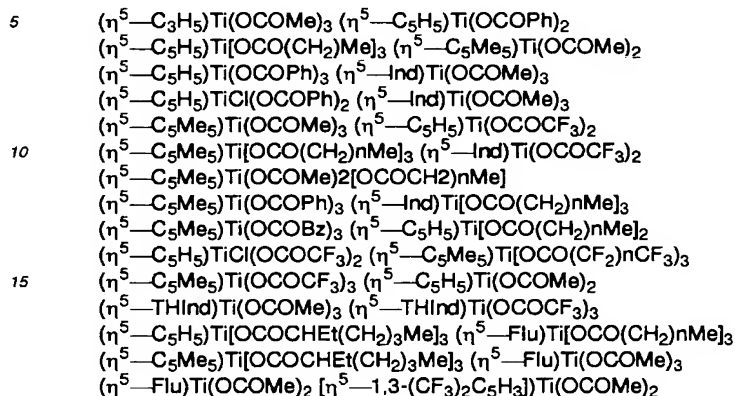 5 (η⁵—C₃H₅)Ti(OCOMe)₃ (η⁵—C₅H₅)Ti(OCOPh)₂
(η⁵—C₅H₅)Ti[OCO(CH₂)Me]₃ (η⁵—C₅Me₅)Ti(OCOMe)₂
(η⁵—C₅H₅)Ti(OCOPh)₃ (η⁵—Ind)Ti(OCOMe)₃
(η⁵—C₅H₅)TiCl(OCOPh)₂ (η⁵—Ind)Ti(OCOMe)₃
(η⁵—C₅Me₅)Ti(OCOMe)₃ (η⁵—C₅H₅)Ti(OCOCF₃)₂
10 (η⁵—C₅Me₅)Ti[OCO(CH₂)nMe]₃ (η⁵—Ind)Ti(OCOCF₃)₂
(η⁵—C₅Me₅)Ti(OCOMe)2[OCOCH2)nMe]
(η⁵—C₅Me₅)Ti(OCOPh)₃ (η⁵—Ind)Ti[OCO(CH₂)nMe]₃
(η⁵—C₅Me₅)Ti(OCOBz)₃ (η⁵—C₅H₅)Ti[OCO(CH₂)nMe]₂
(η⁵—C₅H₅)TiCl(OCOCF₃)₂ (η⁵—C₅Me₅)Ti[OCO(CF₂)nCF₃)₃
15 (η⁵—C₅Me₅)Ti(OCOCF₃)₃ (η⁵—C₅H₅)Ti(OCOMe)₂
(η⁵—THInd)Ti(OCOMe)₃ (η⁵—THInd)Ti(OCOCF₃)₃
(η⁵—C₅H₅)Ti[OCOCHEt(CH₂)₃Me]₃ (η⁵—Flu)Ti[OCO(CH₂)nMe]₃
(η⁵—C₅Me₅)Ti[OCOCHEt(CH₂)₃Me]₃ (η⁵—Flu)Ti(OCOMe)₃
(η⁵—Flu)Ti(OCOMe)₂ [η⁵—1,3-(CF₃)₂C₅H₃])Ti(OCOMe)₂